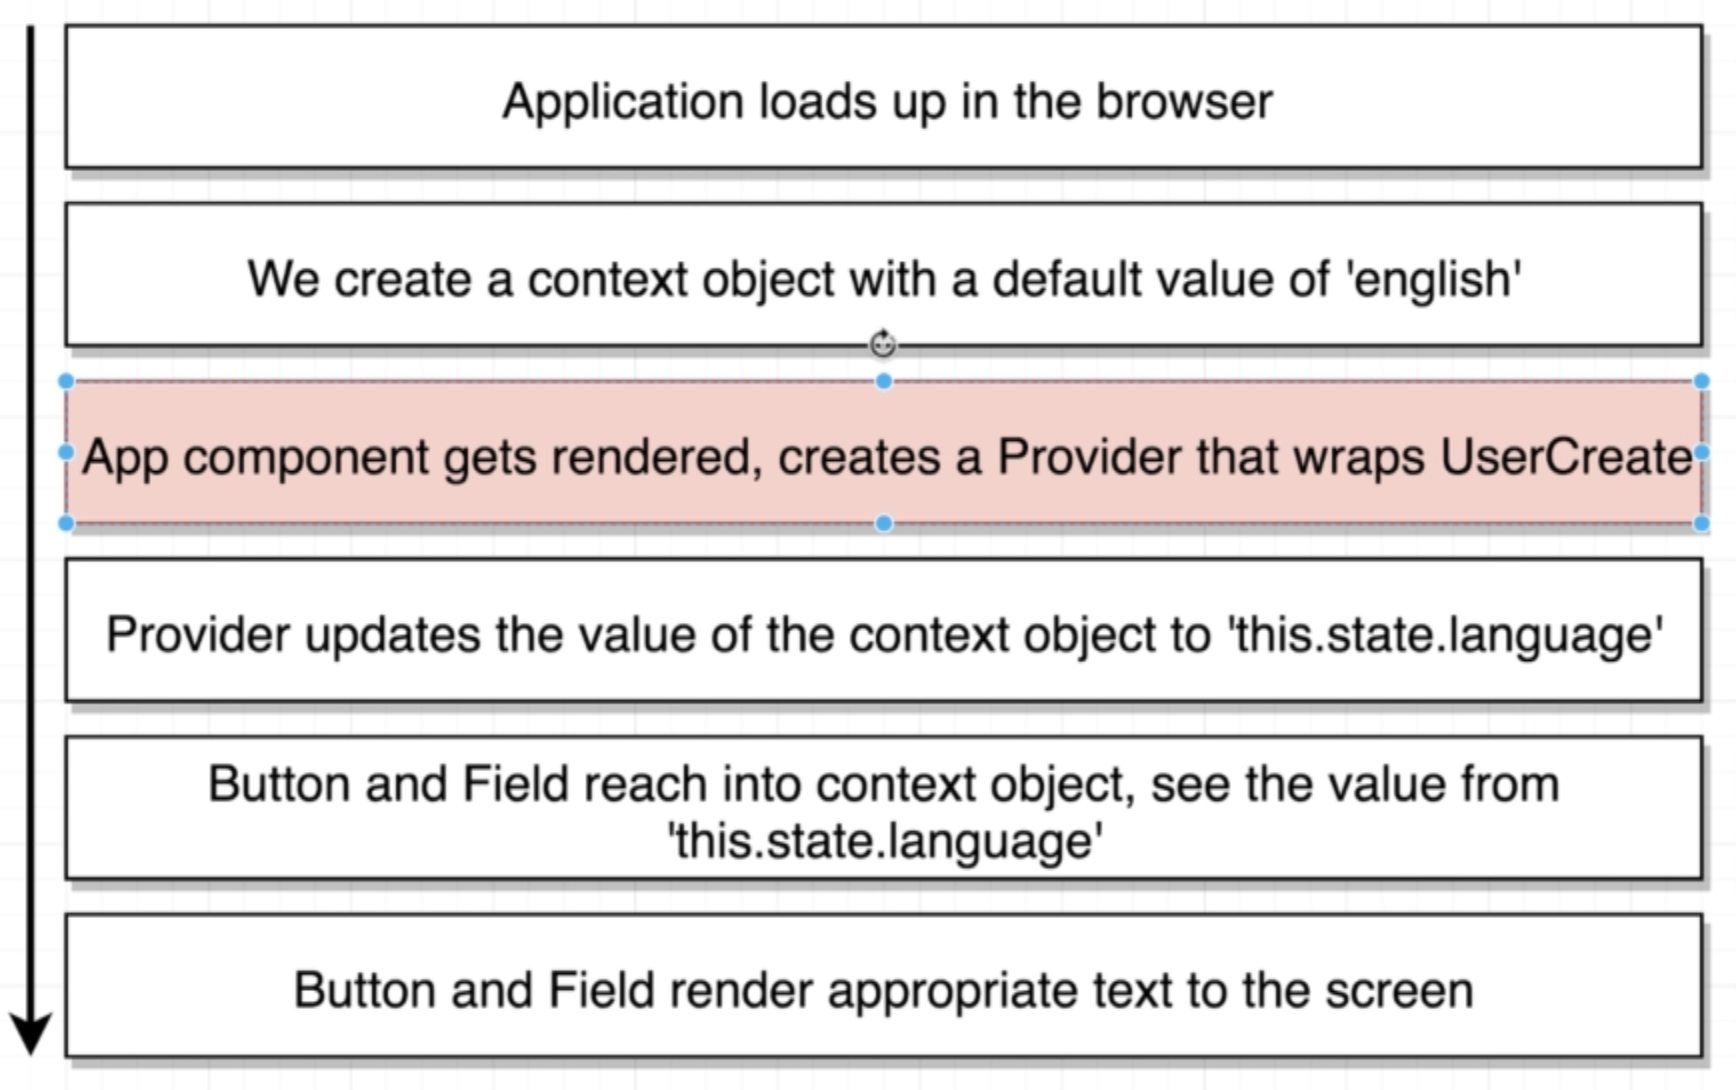 Application loads up in the browser
We create a context object with a default value of 'english'
App component gets rendered, creates a Provider that wraps UserCreate
Provider updates the value of the context object to 'this.state.language'
Button and Field reach into context object, see the value from
'this.state.language'
Button and Field render appropriate text to the screen